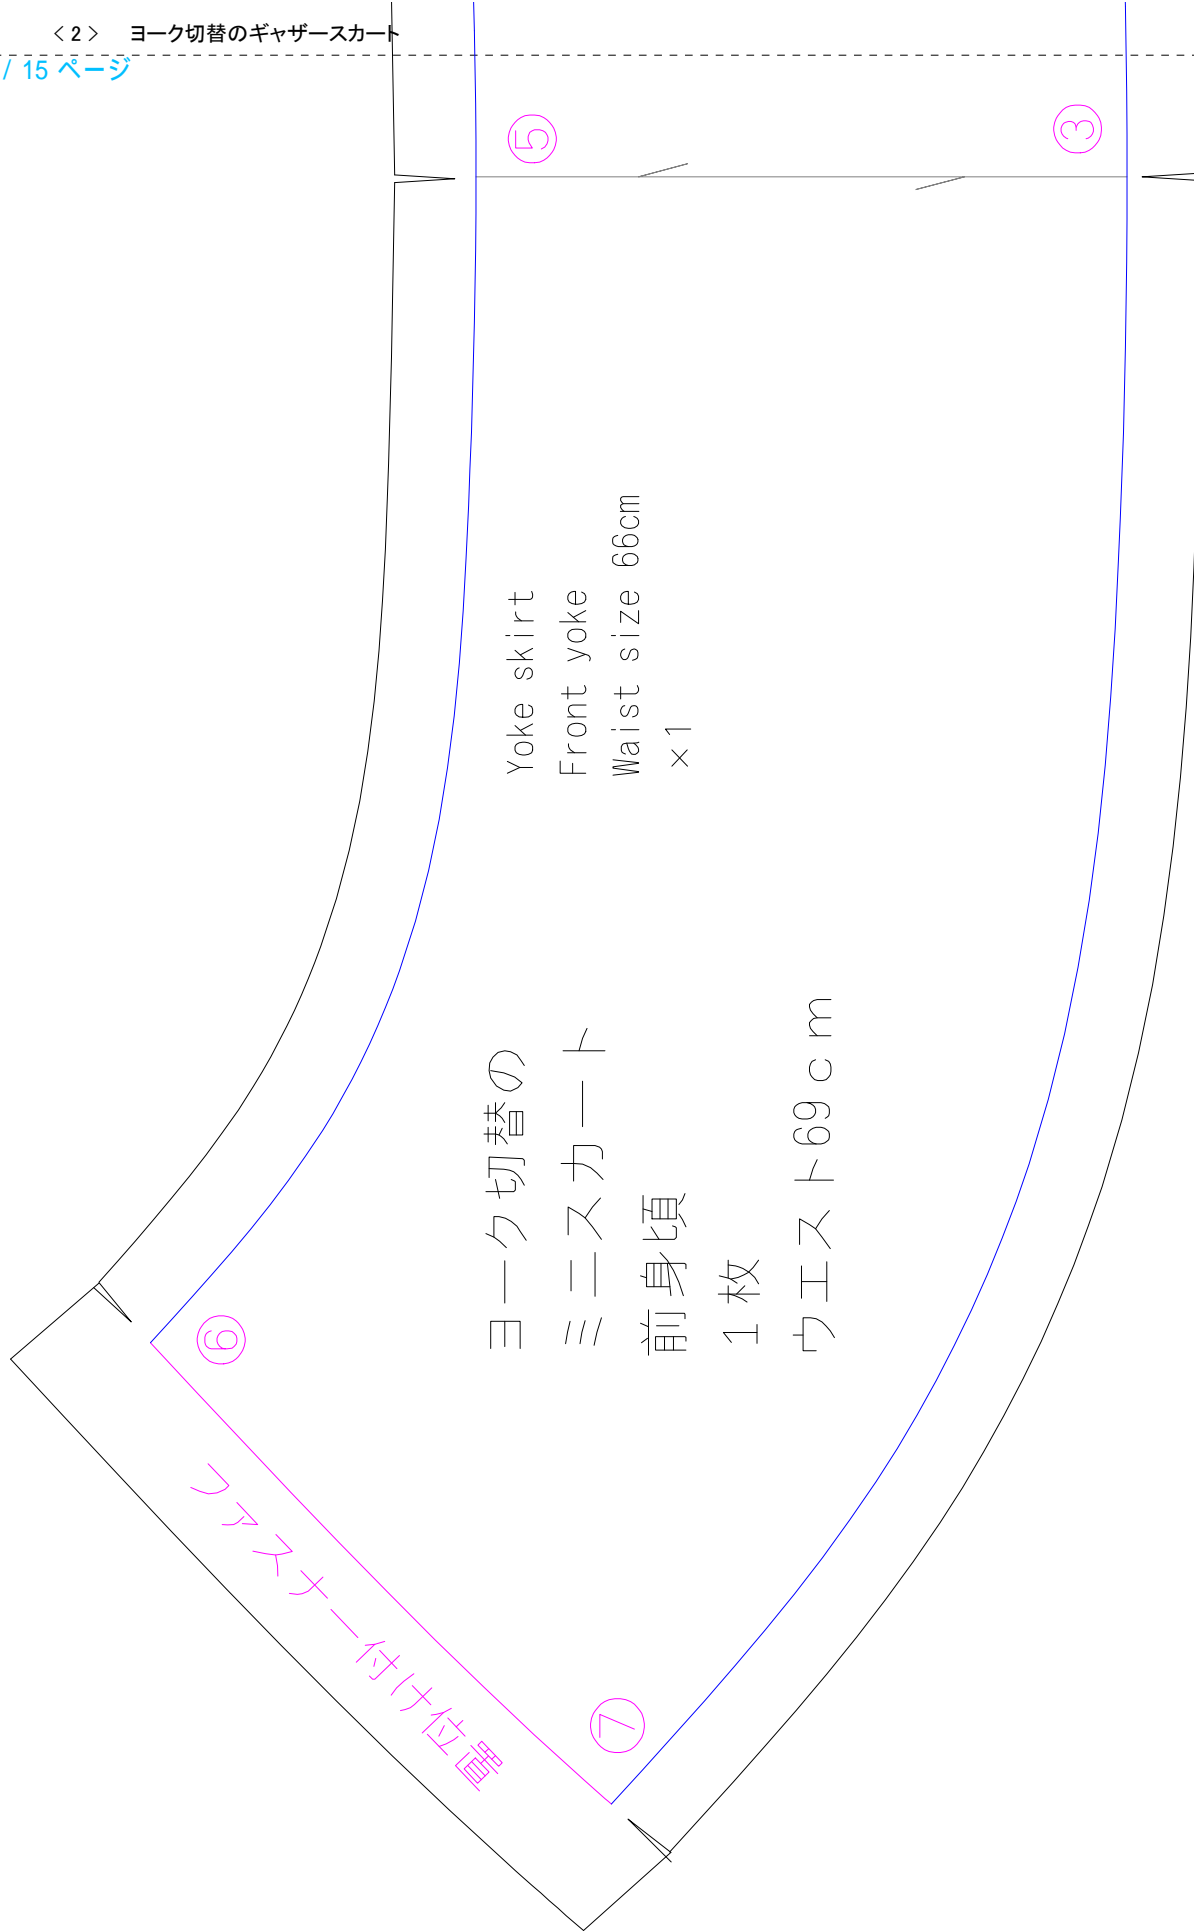 ＜2＞　ヨーク切替のギャザースカート
/ 15 ページ
⑤
③
Yoke skirt
Front yoke
Waist size 66cm
×1
ヨーク切替の
ミニスカート
前身頃
1枚
ウエスト69cm
⑥
ファスナー付け位置
⑦